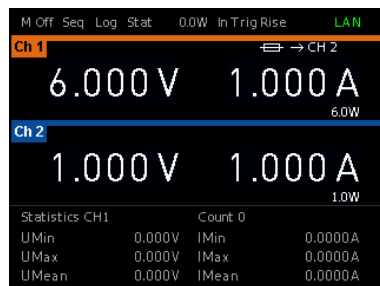 M Off Seq Log Stat 0.0W In Trig Rise LAN
Ch 1 → CH 2
6.000 V 1.000 A
6.0W
Ch 2
1.000 V 1.000 A
1.0W
Statistics CH1 Count 0
UMin 0.000V IMin 0.0000A
UMax 0.000V IMax 0.0000A
UMean 0.000V IMean 0.0000A